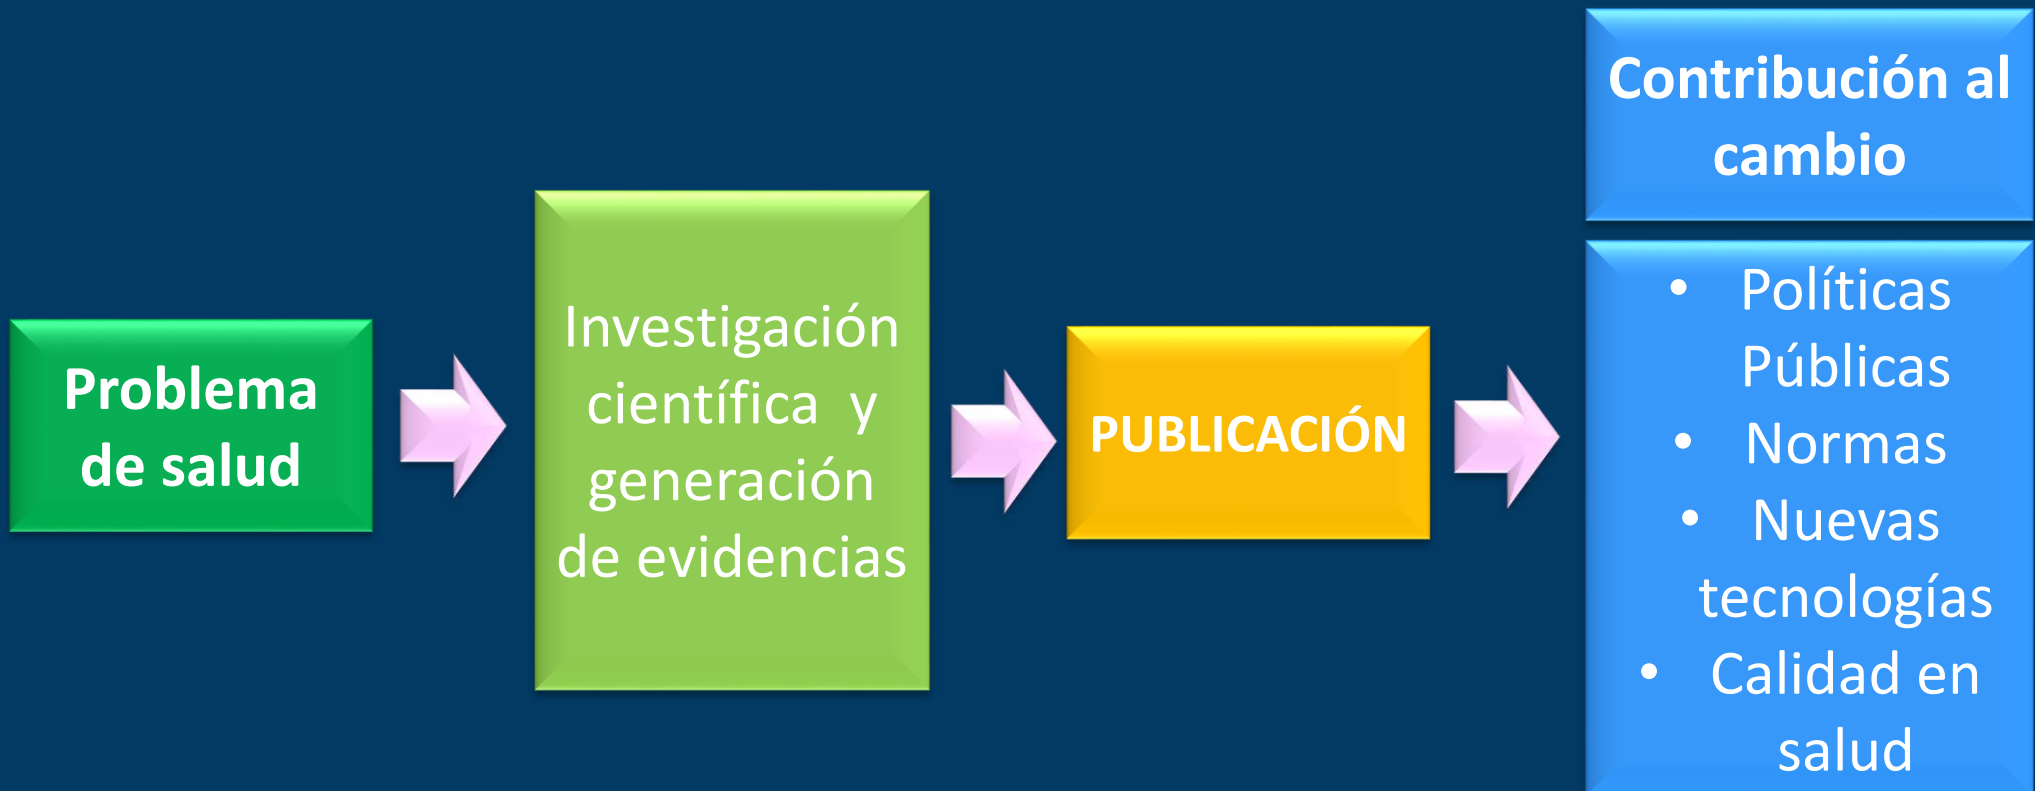 Problema
de salud
Investigación
científica y
generación
de evidencias
PUBLICACIÓN
Contribución al
cambio
• Políticas
Públicas
• Normas
• Nuevas
tecnologías
• Calidad en
salud